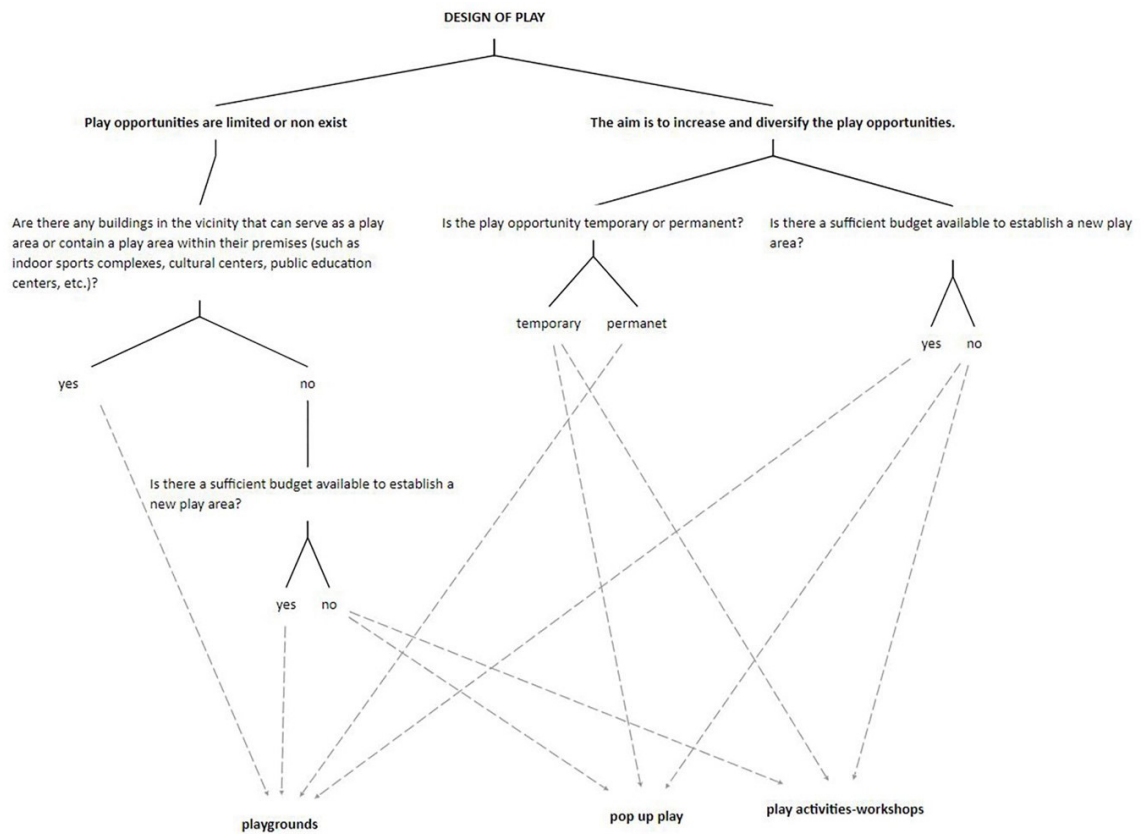 DESIGN OF PLAY
Play opportunities are limited or non exist
The aim is to increase and diversify the play opportunities.
Are there any buildings in the vicinity that can serve as a play
area or contain a play area within their premises (such as
indoor sports complexes, cultural centers, public education
centers, etc.)?
Is the play opportunity temporary or permanent?
Is there a sufficient budget available to establish a new play
area?
temporary
permanet
yes
no
yes
no
Is there a sufficient budget available to establish a
new play area?
yes
no
playgrounds
pop up play
play activities-workshops